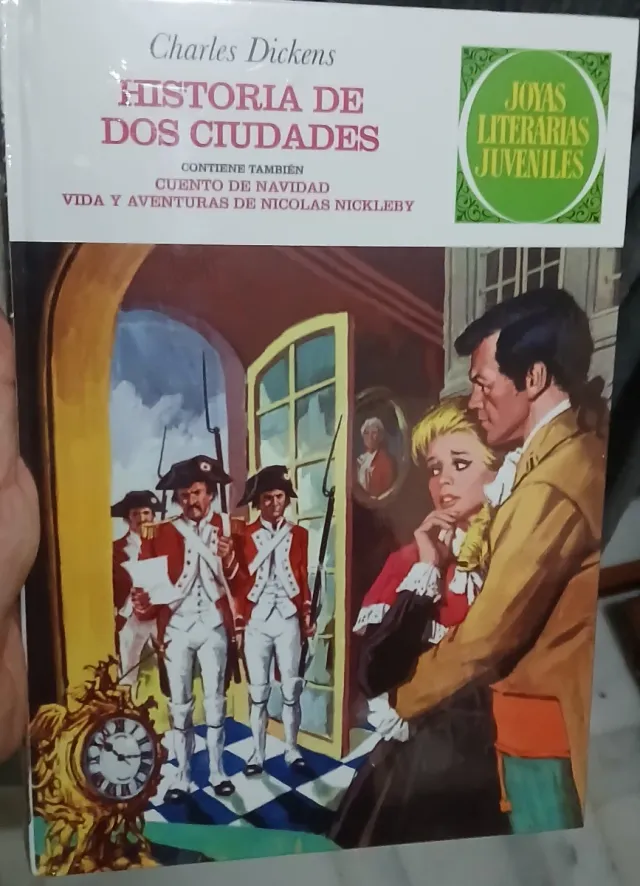 Charles Dickens
HISTORIA DE
DOS CIUDADES
CONTIENE TAMBIÉN
CUENTO DE NAVIDAD
VIDA Y AVENTURAS DE NICOLAS NICKLEBY
JOYAS
LITERARIAS
JUVENILES